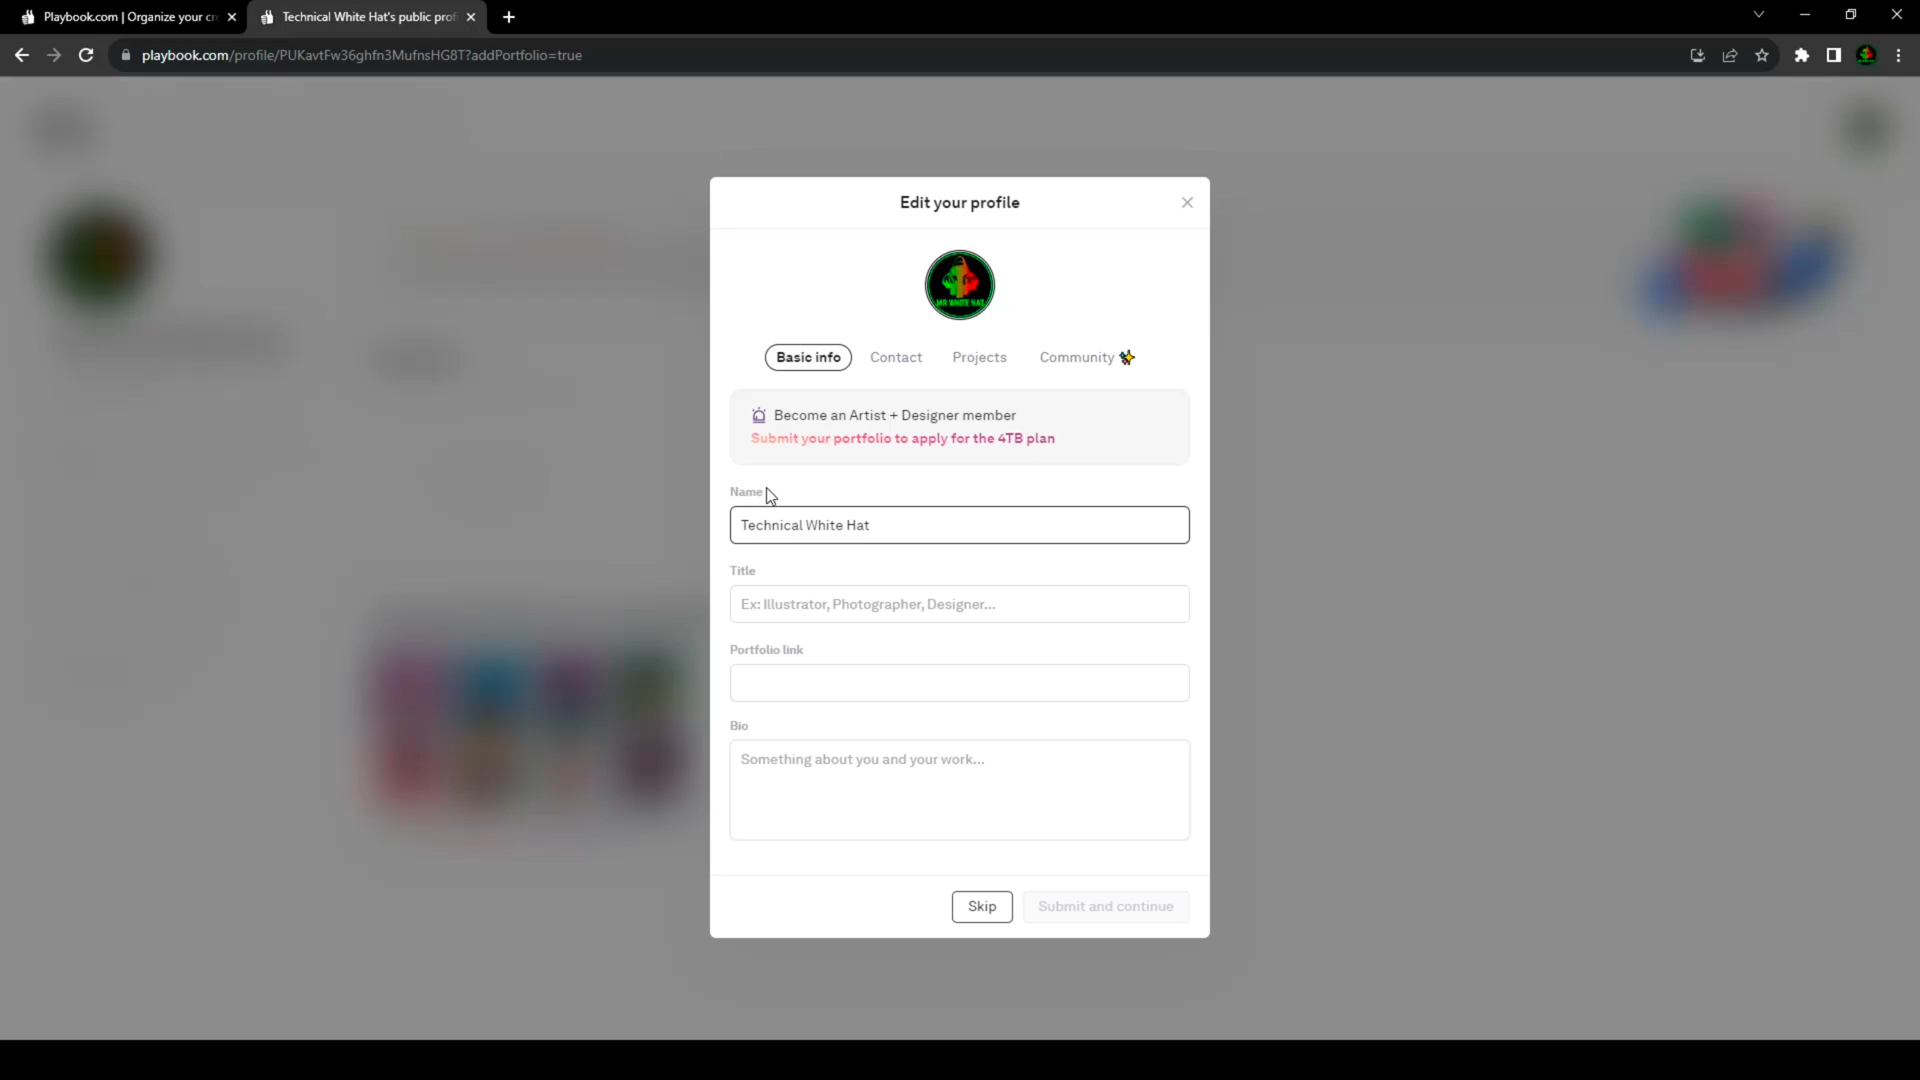 Playbook.com | Organize your cr
Technical White Hat's public prof
playbook.com/profile/PUKavtFw36ghfn3MufnsHG8T?addPortfolio=true
Edit your profile
MR WHITE HAT
Basic info
Contact
Projects
Community
Become an Artist + Designer member
Submit your portfolio to apply for the 4TB plan
Name
Technical White Hat
Title
Ex: Illustrator, Photographer, Designer...
Portfolio link
Bio
Something about you and your work...
Skip
Submit and continue